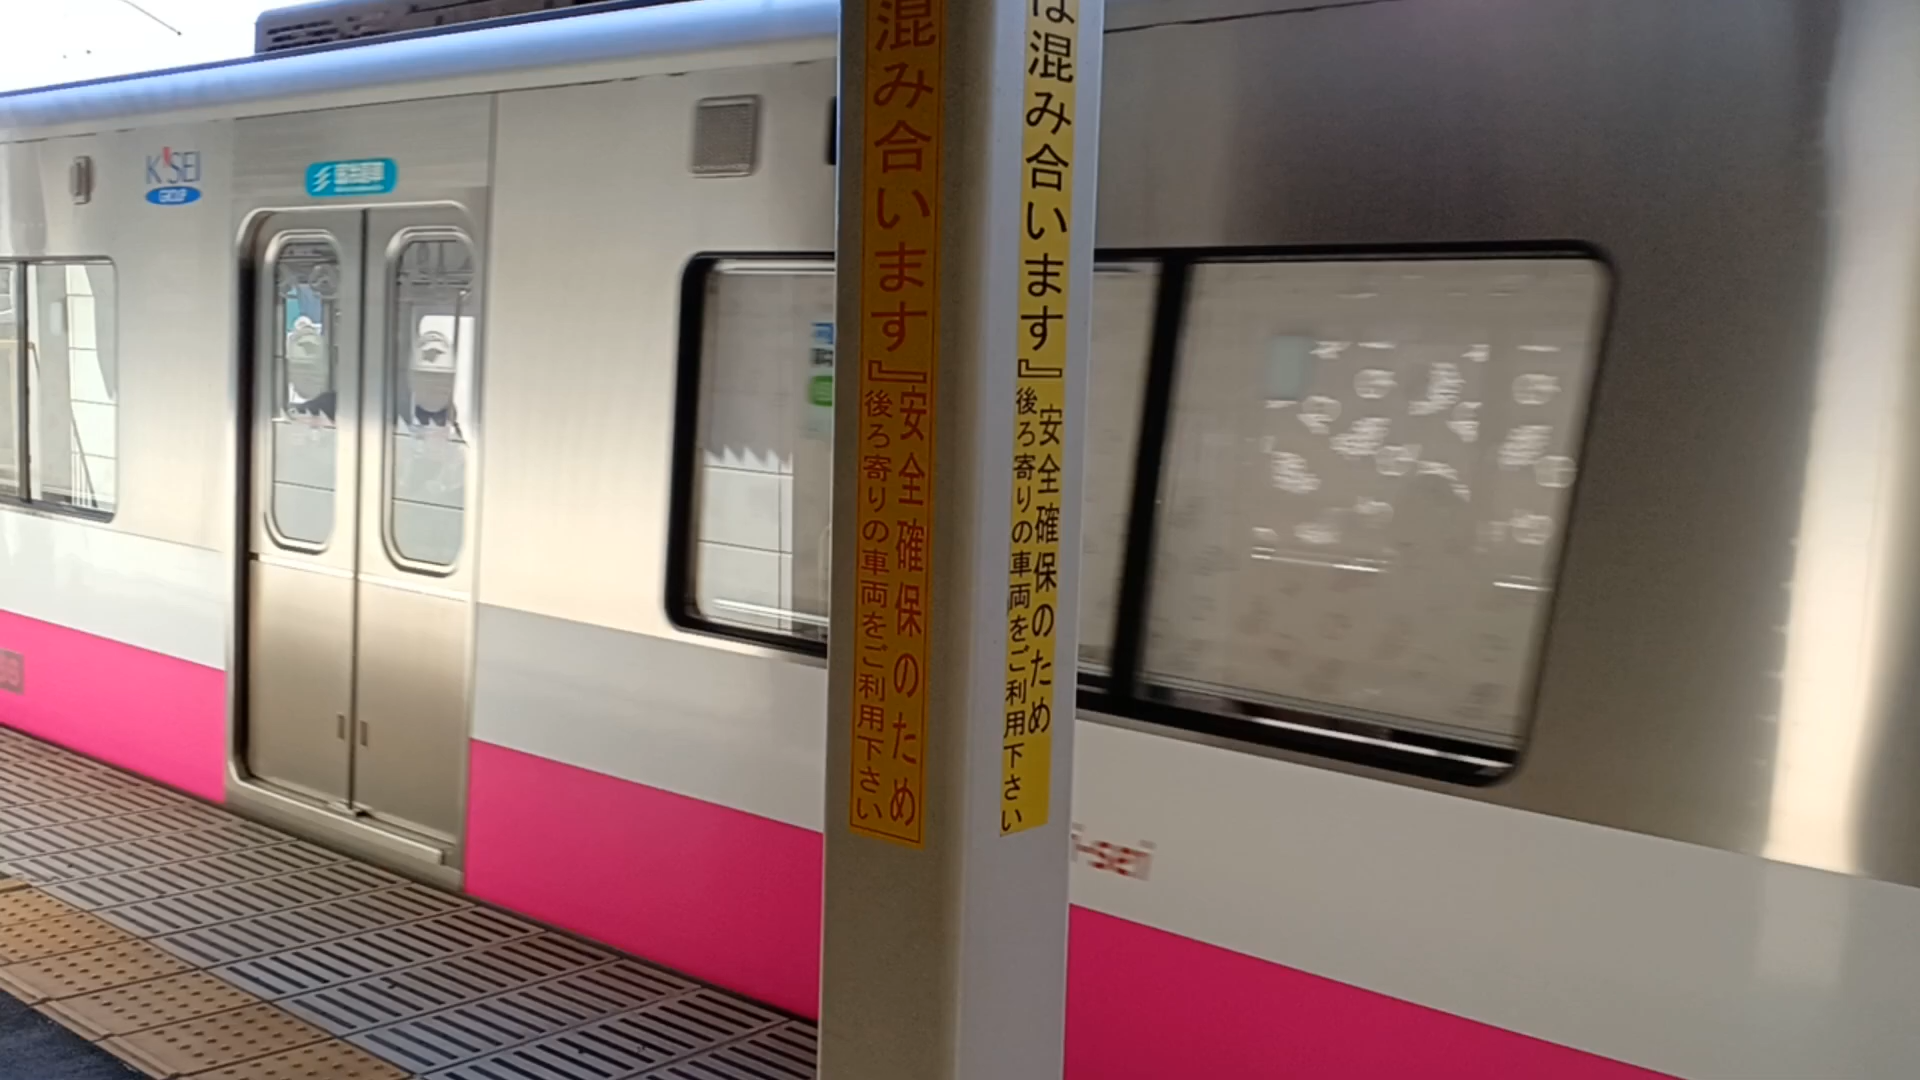 K'SEI
GROUP
混み合います』
安全確保のため
後ろ寄りの車両をご利用下さい
は混み合います』
安全確保のため
後ろ寄りの車両をご利用下さい
i-sei